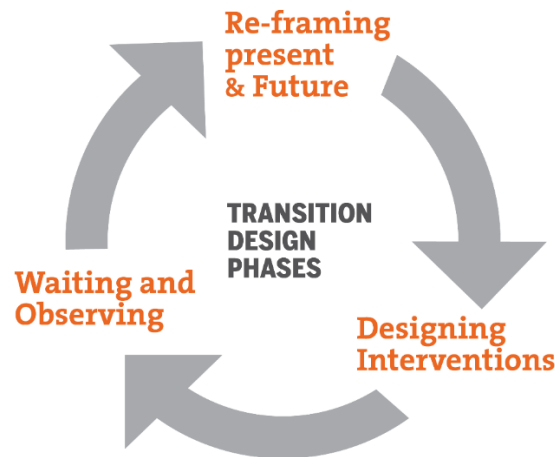 Re-framing
present
& Future
TRANSITION
DESIGN
PHASES
Waiting and
Observing
Designing
Interventions